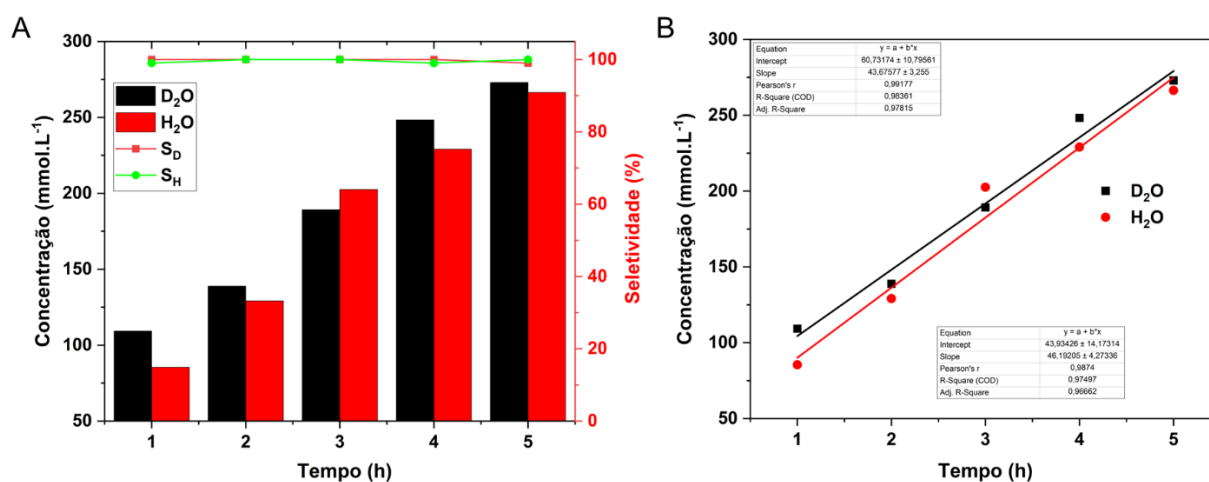 A
Concentração (mmol.L⁻¹)
300
250
200
150
100
50
D₂O
H₂O
S_D
S_H
100
80
60
40
20
0
Seletividade (%)
1 2 3 4 5
Tempo (h)
B
Concentração (mmol.L⁻¹)
300
250
200
150
100
50
Equation y = a + b*x
Intercept 60,73174 ± 10,79561
Slope 43,67577 ± 3,255
Pearson's r 0,99177
R-Square (COD) 0,98361
Adj. R-Square 0,97815
D₂O
H₂O
Equation y = a + b*x
Intercept 43,93426 ± 14,17314
Slope 46,19205 ± 4,27336
Pearson's r 0,9874
R-Square (COD) 0,97497
Adj. R-Square 0,96662
1 2 3 4 5
Tempo (h)